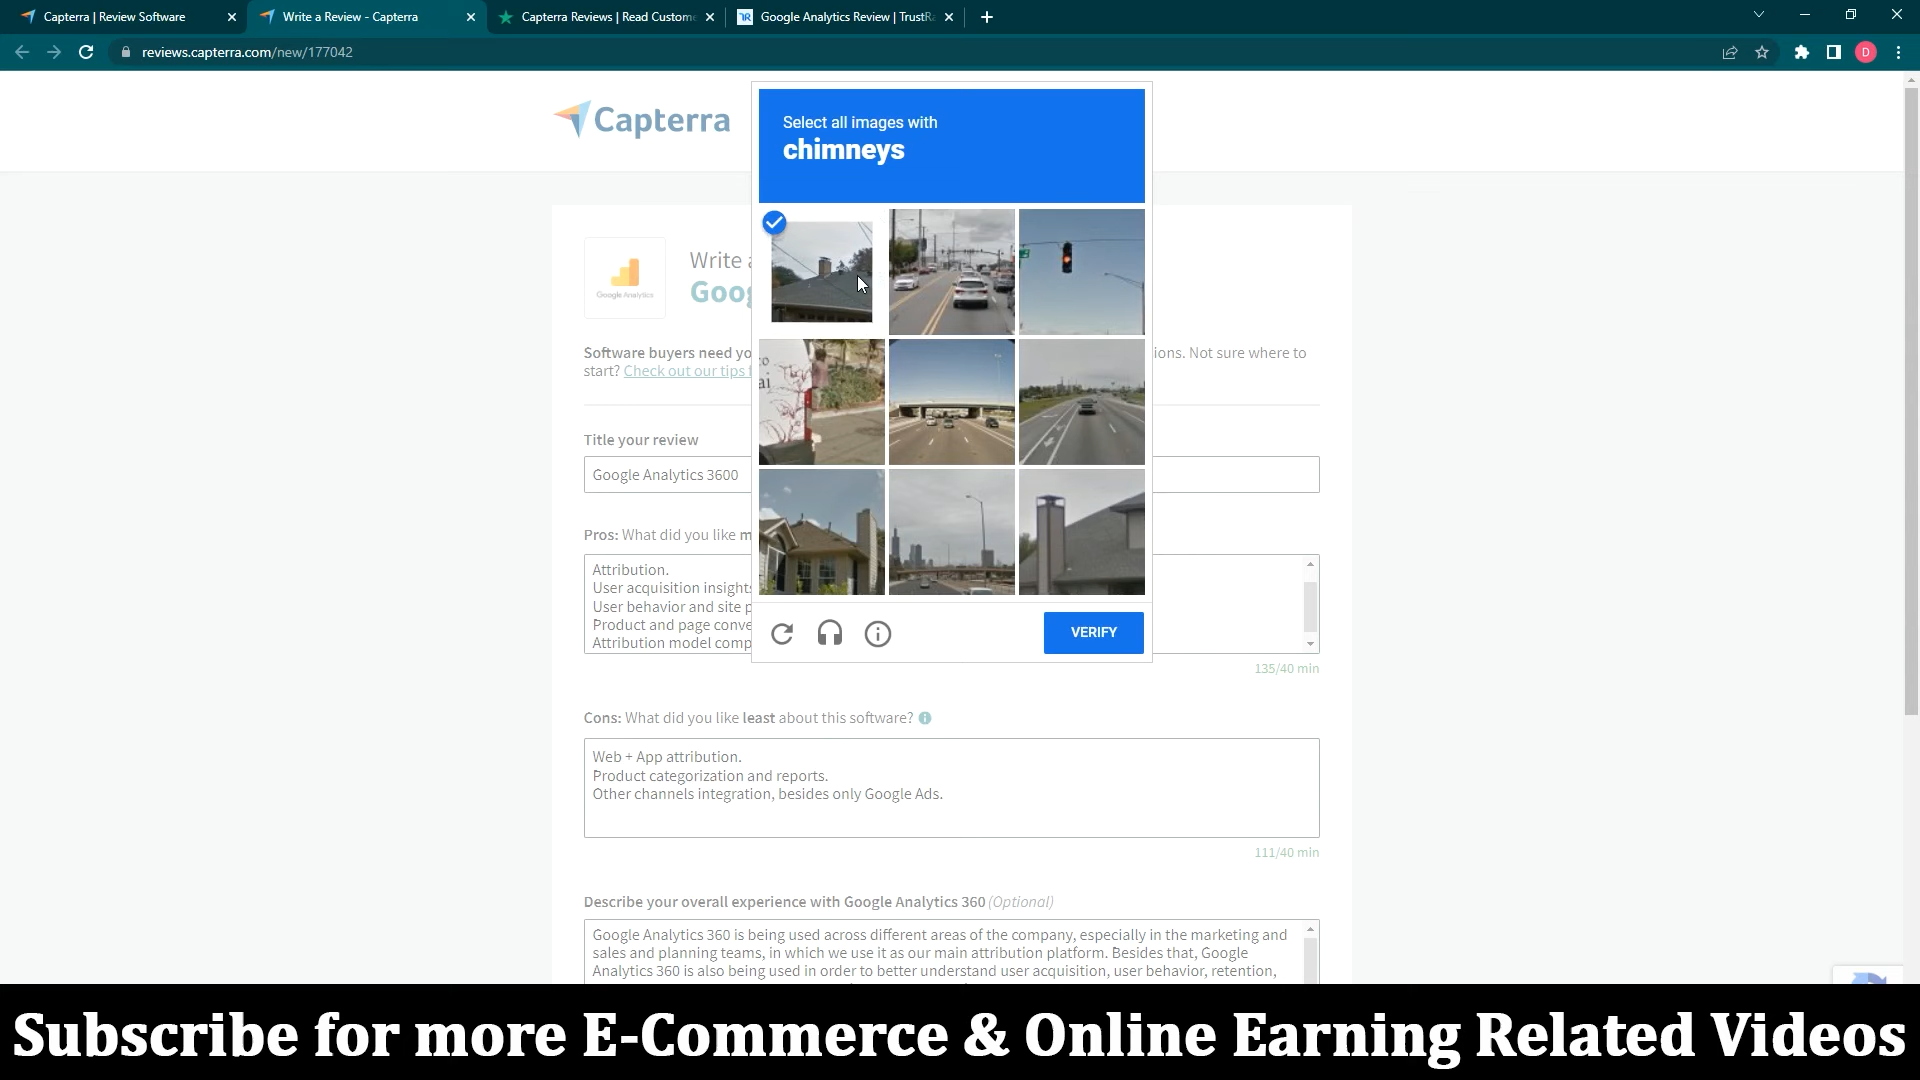 Capterra | Review Software
Write a Review - Capterra
Capterra Reviews | Read Custome
Google Analytics Review | TrustRa
reviews.capterra.com/new/177042
D
Capterra
Select all images with
chimneys
Google Analytics
Write a
Goog
Software buyers need yo
ions. Not sure where to
start? Check out our tips f
Title your review
Google Analytics 3600
Pros: What did you like m
Attribution.
User acquisition insights
User behavior and site p
Product and page conve
Attribution model comp
VERIFY
135/40 min
Cons: What did you like least about this software?
Web + App attribution.
Product categorization and reports.
Other channels integration, besides only Google Ads.
111/40 min
Describe your overall experience with Google Analytics 360 (Optional)
Google Analytics 360 is being used across different areas of the company, especially in the marketing and
sales and planning teams, in which we use it as our main attribution platform. Besides that, Google
Analytics 360 is also being used in order to better understand user acquisition, user behavior, retention,
Subscribe for more E-Commerce & Online Earning Related Videos